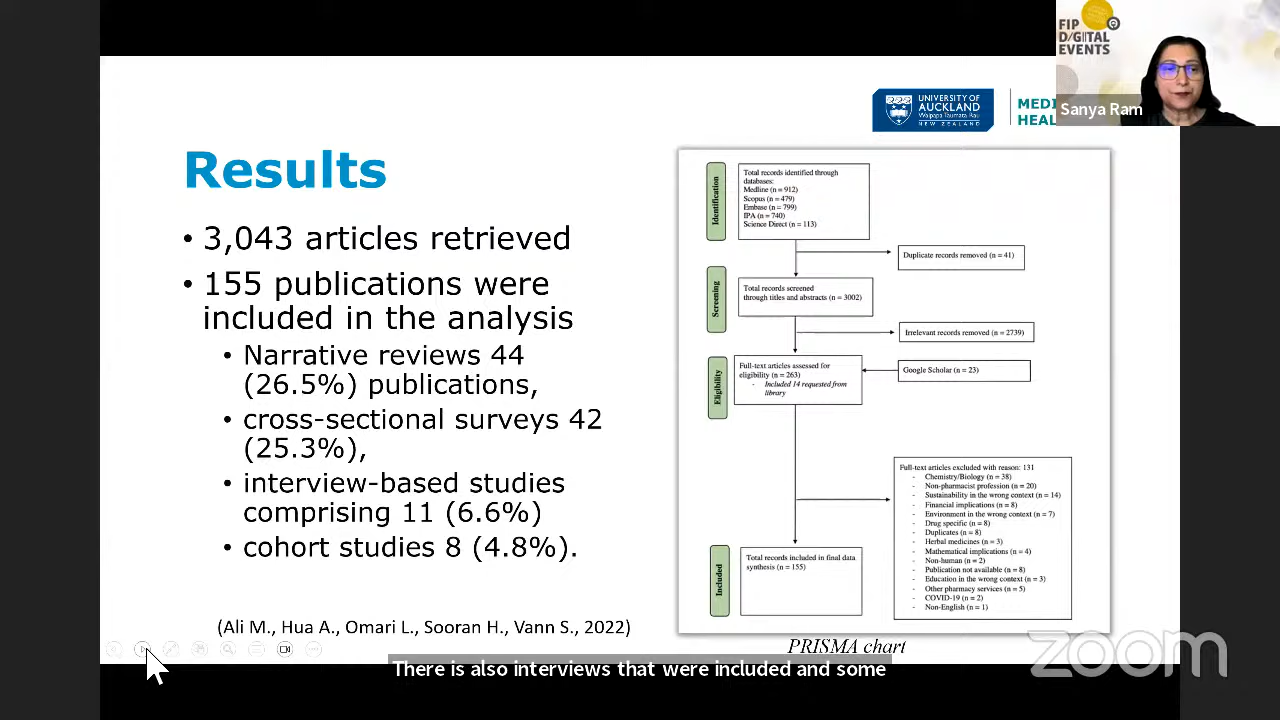 FIP
DIGITAL
EVENTS
Sanya Ram
UNIVERSITY OF
AUCKLAND
Waipapa Taumata Rau
NEW ZEALAND
MEDI
HEAL
Results
• 3,043 articles retrieved
• 155 publications were
included in the analysis
• Narrative reviews 44
(26.5%) publications,
• cross-sectional surveys 42
(25.3%),
• interview-based studies
comprising 11 (6.6%)
• cohort studies 8 (4.8%).
(Ali M., Hua A., Omari L., Sooran H., Vann S., 2022)
Identification
Total records identified through
databases:
Medline (n = 912)
Scopus (n = 479)
Embase (n = 799)
IPA (n = 740)
Science Direct (n = 113)
Duplicate records removed (n = 41)
Screening
Total records screened
through titles and abstracts (n = 3002)
Irrelevant records removed (n = 2739)
Eligibility
Full-text articles assessed for
eligibility (n = 263)
- Included 14 requested from
library
Google Scholar (n = 23)
Full-text articles excluded with reason: 131
- Chemistry/Biology (n = 38)
- Non-pharmacist profession (n = 20)
- Sustainability in the wrong context (n = 14)
- Financial implications (n = 8)
- Environment in the wrong context (n = 7)
- Drug specific (n = 8)
- Duplicates (n = 8)
- Herbal medicines (n = 3)
- Mathematical implications (n = 4)
- Non-human (n = 2)
- Publication not available (n = 8)
- Education in the wrong context (n = 3)
- Other pharmacy services (n = 5)
- COVID-19 (n = 2)
- Non-English (n = 1)
Included
Total records included in final data
synthesis (n = 155)
PRISMA chart
zoom
There is also interviews that were included and some